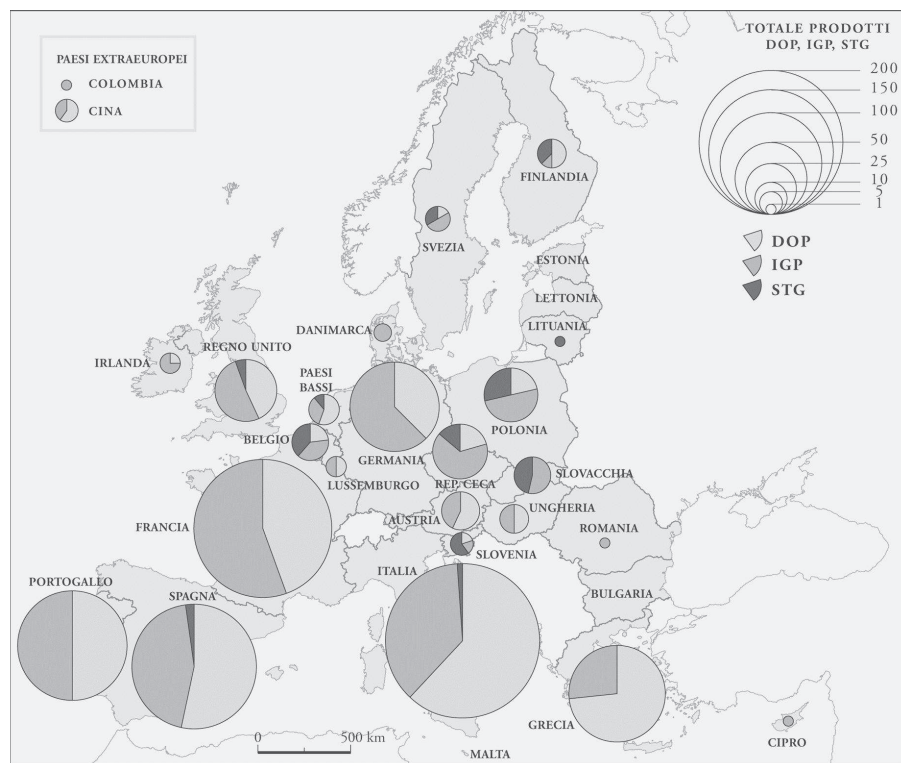 PAESI EXTRAEUROPEI
COLOMBIA
CINA
TOTALE PRODOTTI
DOP, IGP, STG
200
150
100
50
25
10
5
1
DOP
IGP
STG
FINLANDIA
SVEZIA
ESTONIA
LETTONIA
LITUANIA
DANIMARCA
IRLANDA
REGNO UNITO
PAESI
BASSI
BELGIO
GERMANIA
POLONIA
LUSSEMBURGO
REP. CECA
SLOVACCHIA
FRANCIA
AUSTRIA
UNGHERIA
ROMANIA
SLOVENIA
ITALIA
PORTOGALLO
SPAGNA
BULGARIA
GRECIA
CIPRO
0
500 km
MALTA